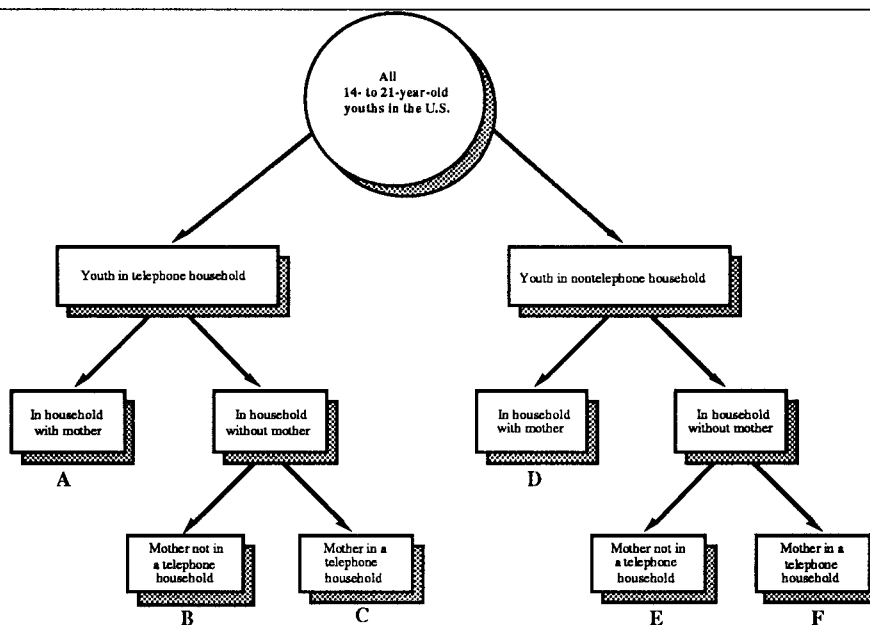 All
14- to 21-year-old
youths in the U.S.
Youth in telephone household
Youth in nontelephone household
In household
with mother
A
In household
without mother
In household
with mother
D
In household
without mother
Mother not in
a telephone
household
B
Mother in a
telephone
household
C
Mother not in
a telephone
household
E
Mother in a
telephone
household
F